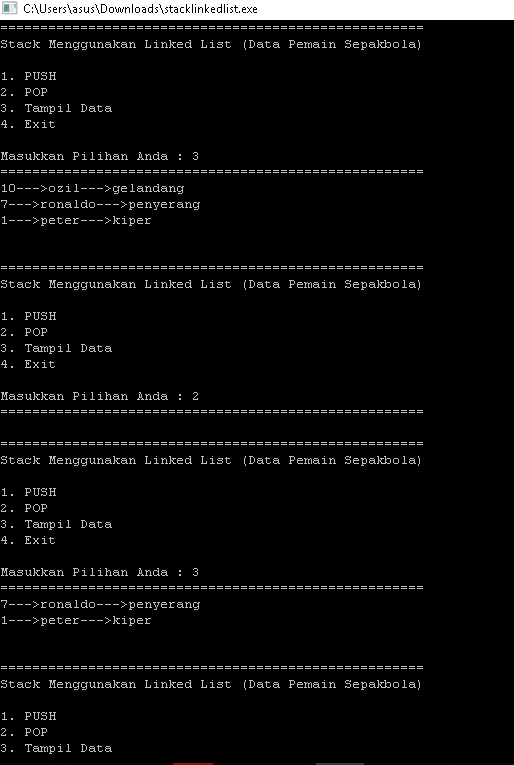 C:\Users\asus\Downloads\stacklinkedlist.exe
=====================================================
Stack Menggunakan Linked List (Data Pemain Sepakbola)
1. PUSH
2. POP
3. Tampil Data
4. Exit
Masukkan Pilihan Anda : 3
=====================================================
10--->ozil--->gelandang
7--->ronaldo--->penyerang
1--->peter--->kiper
=====================================================
Stack Menggunakan Linked List (Data Pemain Sepakbola)
1. PUSH
2. POP
3. Tampil Data
4. Exit
Masukkan Pilihan Anda : 2
=====================================================
=====================================================
Stack Menggunakan Linked List (Data Pemain Sepakbola)
1. PUSH
2. POP
3. Tampil Data
4. Exit
Masukkan Pilihan Anda : 3
=====================================================
7--->ronaldo--->penyerang
1--->peter--->kiper
=====================================================
Stack Menggunakan Linked List (Data Pemain Sepakbola)
1. PUSH
2. POP
3. Tampil Data